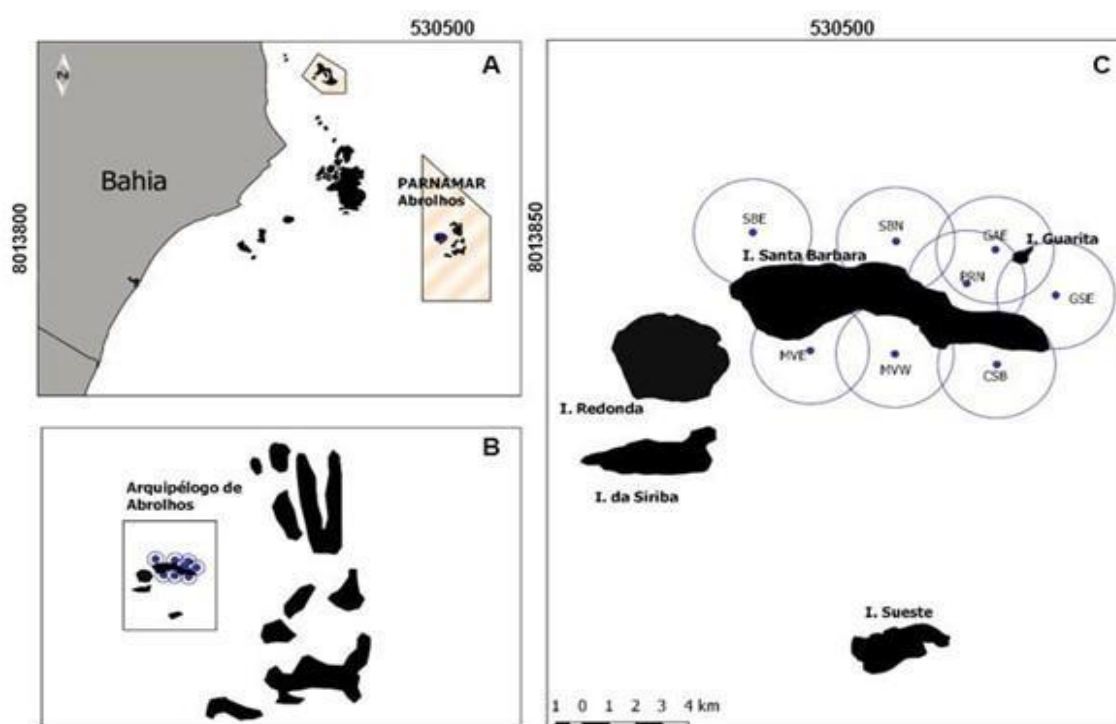 530500
530500
A
C
N
Bahia
PARNAMAR
Abrolhos
8013800
8013850
SBE
SBN
GAE
I. Guarita
I. Santa Barbara
PRN
GSE
MVE
MVW
CSB
I. Redonda
I. da Siriba
B
Arquipélogo de
Abrolhos
I. Sueste
1 0 1 2 3 4 km